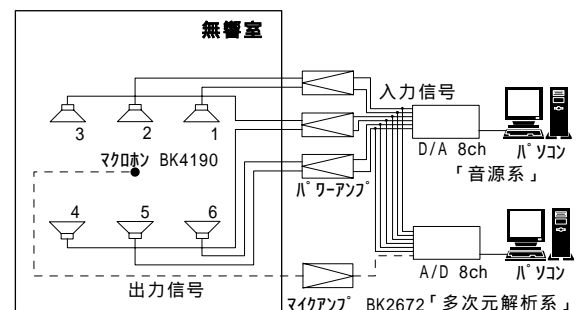 無響室
入力信号
3
2
1
D/A 8ch
パソコン
「音源系」
マクロホン BK4190
パワーアンプ
4
5
6
A/D 8ch
パソコン
出力信号
マイクアンプ BK2672「多次元解析系」